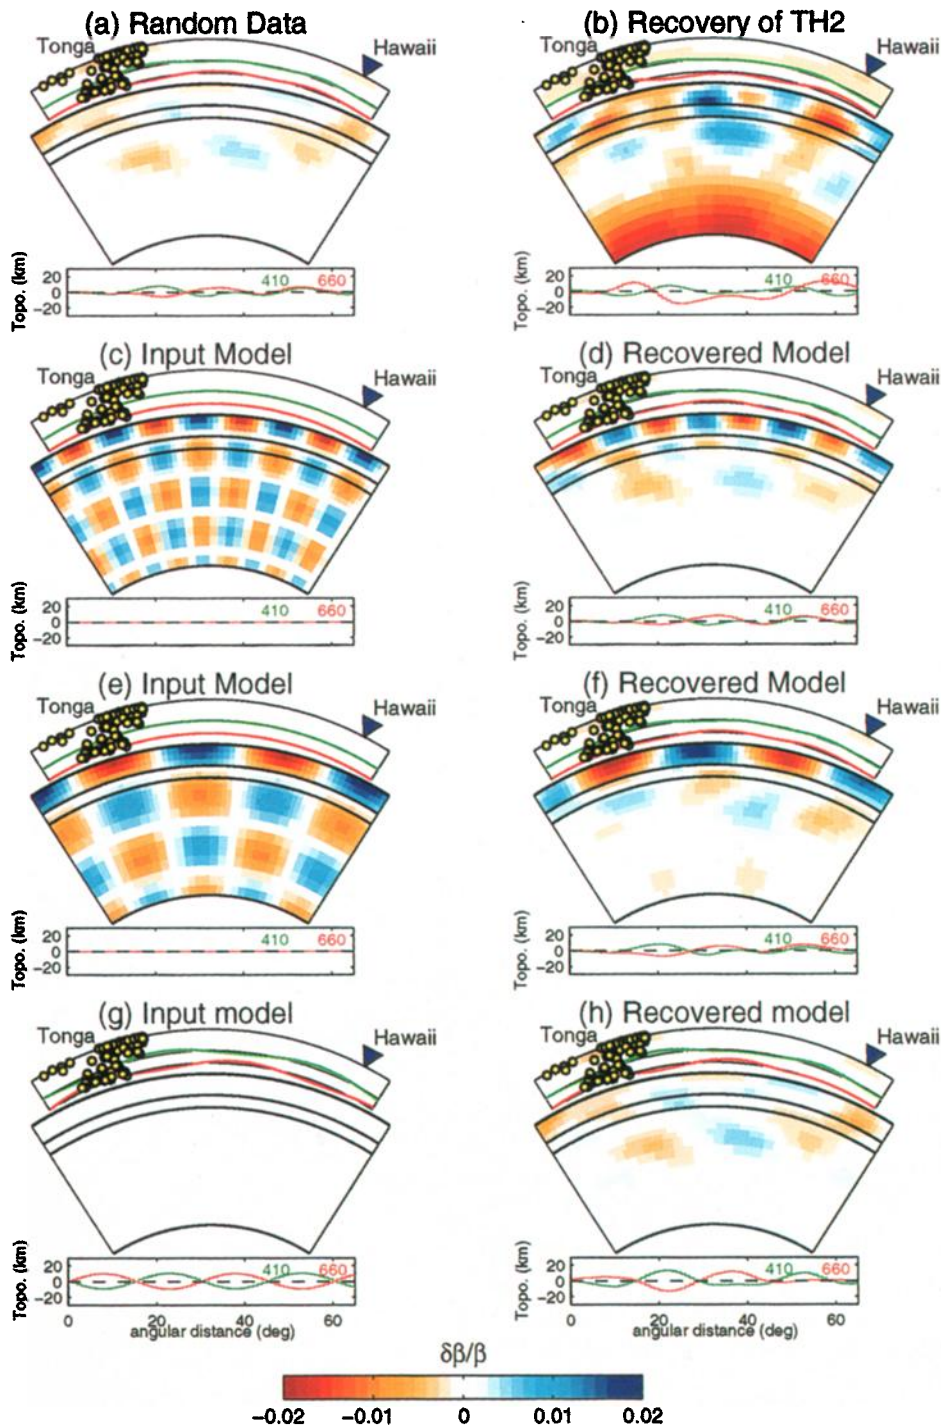 (a) Random Data
(b) Recovery of TH2
Tonga
Hawaii
Tonga
Hawaii
Topo. (km)
20
0
−20
410
660
Topo. (km)
20
0
−20
410
660
(c) Input Model
(d) Recovered Model
Tonga
Hawaii
Tonga
Hawaii
Topo. (km)
20
0
−20
410
660
Topo. (km)
20
0
−20
410
660
(e) Input Model
(f) Recovered Model
Tonga
Hawaii
Tonga
Hawaii
Topo. (km)
20
0
−20
410
660
Topo. (km)
20
0
−20
410
660
(g) Input model
(h) Recovered model
Tonga
Hawaii
Tonga
Hawaii
Topo. (km)
20
0
−20
410
660
0 20 40 60
angular distance (deg)
Topo. (km)
20
0
−20
410
660
0 20 40 60
angular distance (deg)
δβ/β
−0.02 −0.01 0 0.01 0.02